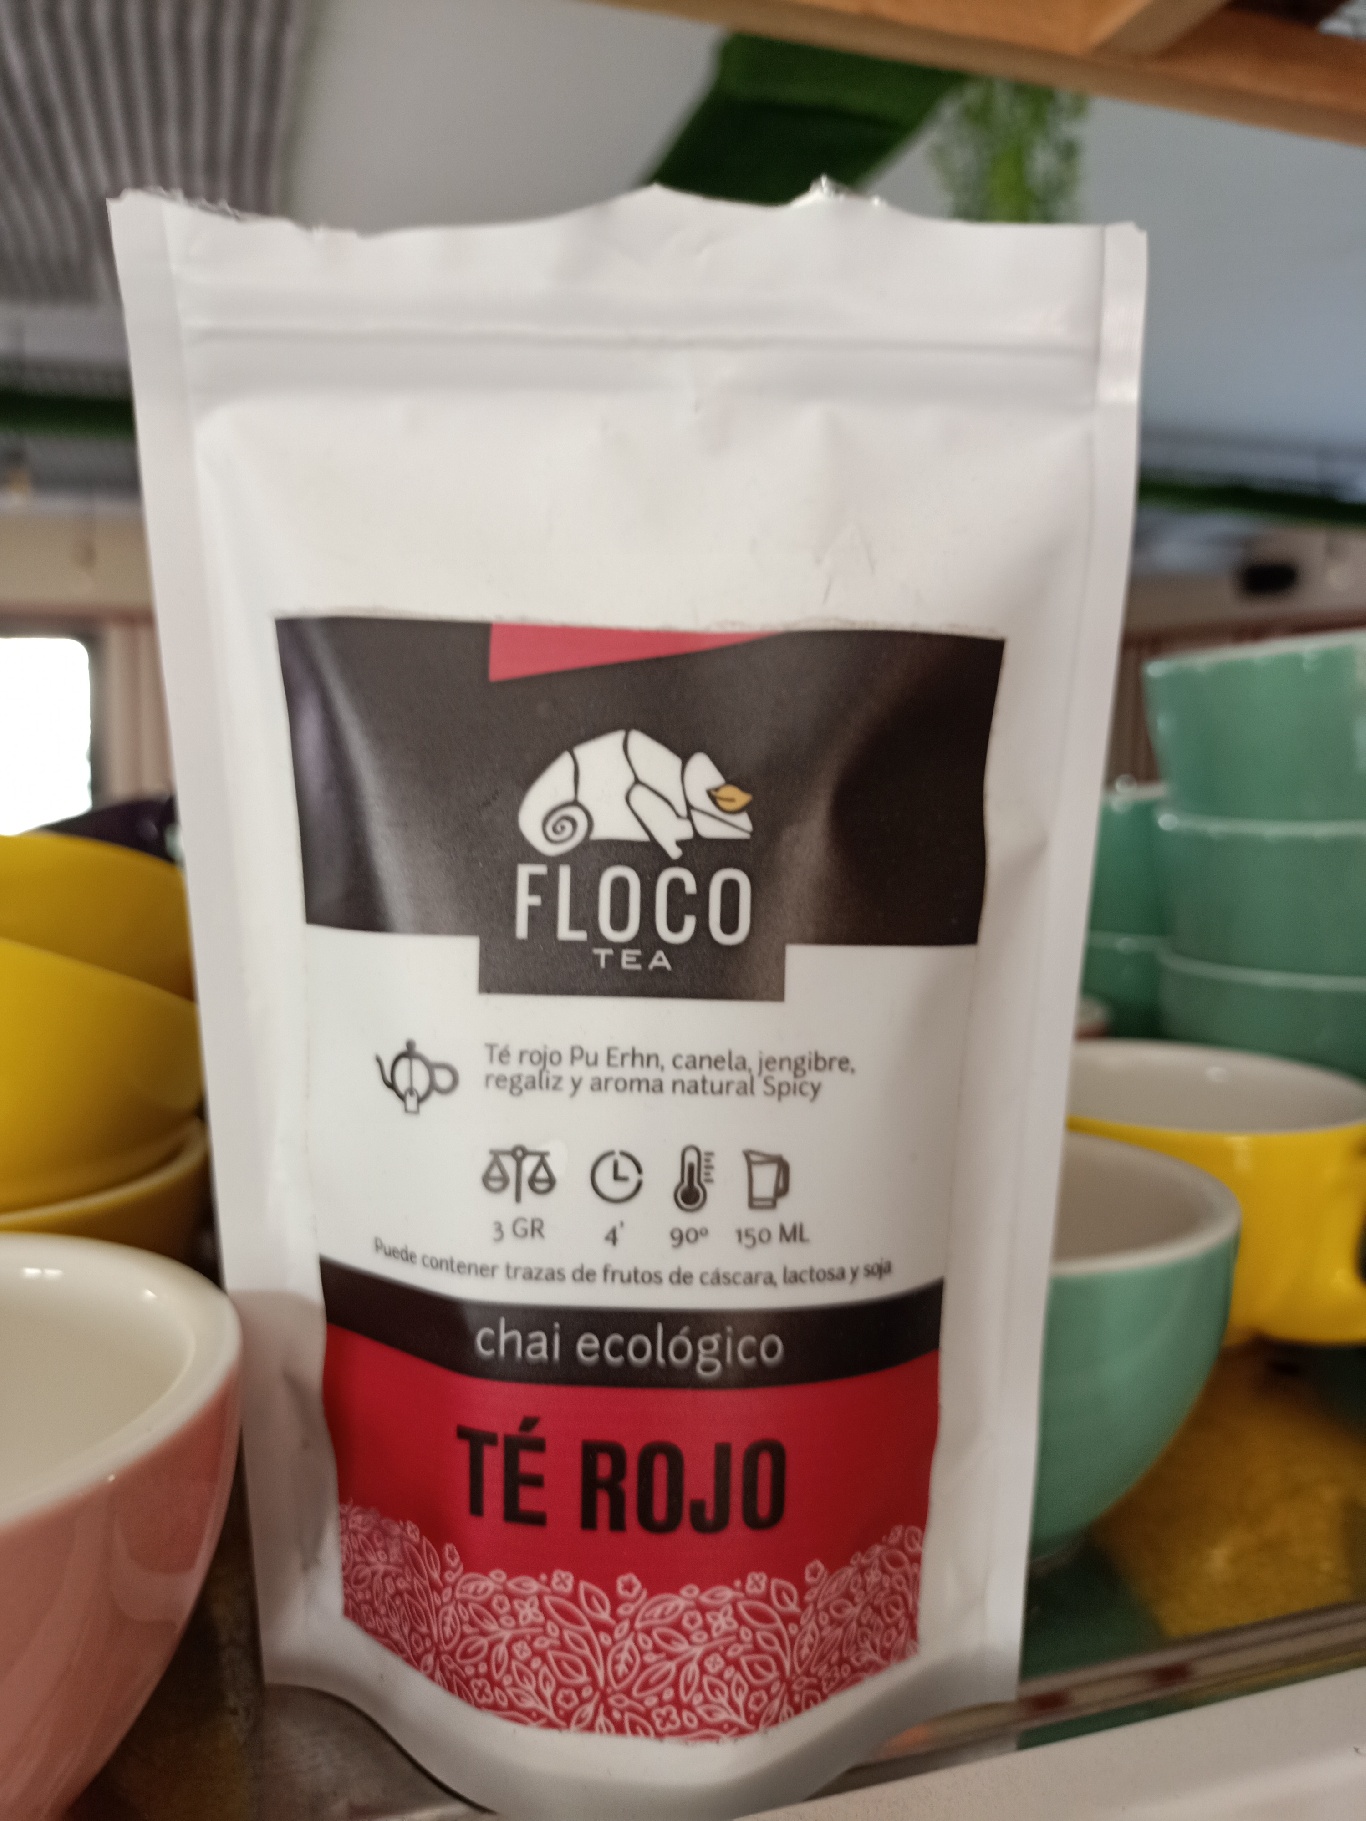 FLOCO
TEA
Té rojo Pu Erhn, canela, jengibre,
regaliz y aroma natural Spicy
3 GR 4' 90º 150 ML
Puede contener trazas de frutos de cáscara, lactosa y soja
chai ecológico
TÉ ROJO